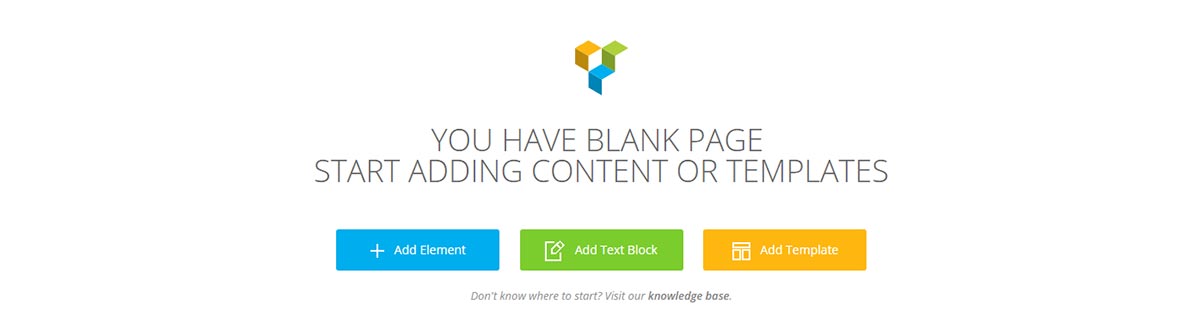 YOU HAVE BLANK PAGE
START ADDING CONTENT OR TEMPLATES
Add Element
Add Text Block
Add Template
Don't know where to start? Visit our knowledge base.